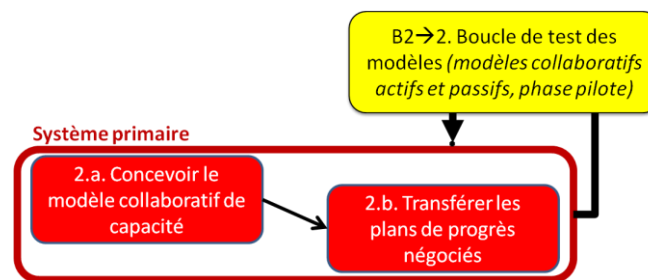 B2→2. Boucle de test des
modèles (modèles collaboratifs
actifs et passifs, phase pilote)
Système primaire
2.a. Concevoir le
modèle collaboratif de
capacité
2.b. Transférer les
plans de progrès
négociés